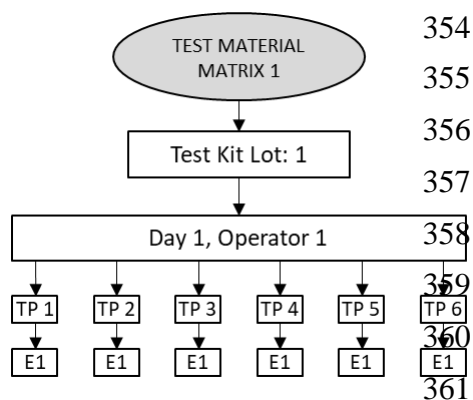 354
TEST MATERIAL
MATRIX 1
355
356
Test Kit Lot: 1
357
Day 1, Operator 1
358
359
TP 1 TP 2 TP 3 TP 4 TP 5 TP 6
360
E1 E1 E1 E1 E1 E1
361